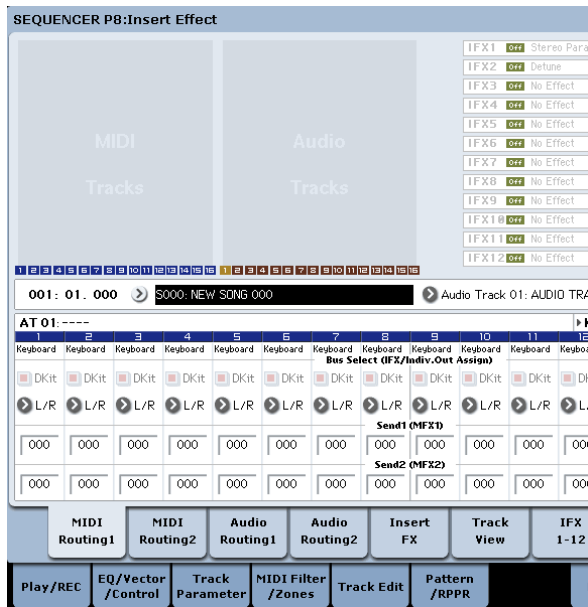 SEQUENCER P8:Insert Effect
IFX1 Off Stereo Para
IFX2 Off Detune
IFX3 Off No Effect
IFX4 Off No Effect
IFX5 Off No Effect
IFX6 Off No Effect
IFX7 Off No Effect
IFX8 Off No Effect
IFX9 Off No Effect
IFX10 Off No Effect
IFX11 Off No Effect
IFX12 Off No Effect
MIDI Audio
Tracks Tracks
1 2 3 4 5 6 7 8 9 10 11 12 13 14 15 16 1 2 3 4 5 6 7 8 9 10 11 12 13 14 15 16
001: 01. 000 S000: NEW SONG 000 Audio Track 01: AUDIO TRA
AT 01:----
1 2 3 4 5 6 7 8 9 10 11 12
Keyboard Keyboard Keyboard Keyboard Keyboard Keyboard Keyboard Keyboard Keyboard Keyboard Keyboard Keybo
Bus Select (IFX/Indiv.Out Assign)
DKit DKit DKit DKit DKit DKit DKit DKit DKit DKit DKit DK
L/R L/R L/R L/R L/R L/R L/R L/R L/R L/R L/R L/
Send1 (MFX1)
000 000 000 000 000 000 000 000 000 000 000 00
Send2 (MFX2)
000 000 000 000 000 000 000 000 000 000 000 00
MIDI Routing1 MIDI Routing2 Audio Routing1 Audio Routing2 Insert FX Track View IFX 1-12
Play/REC EQ/Vector /Control Track Parameter MIDI Filter /Zones Track Edit Pattern /RPPR